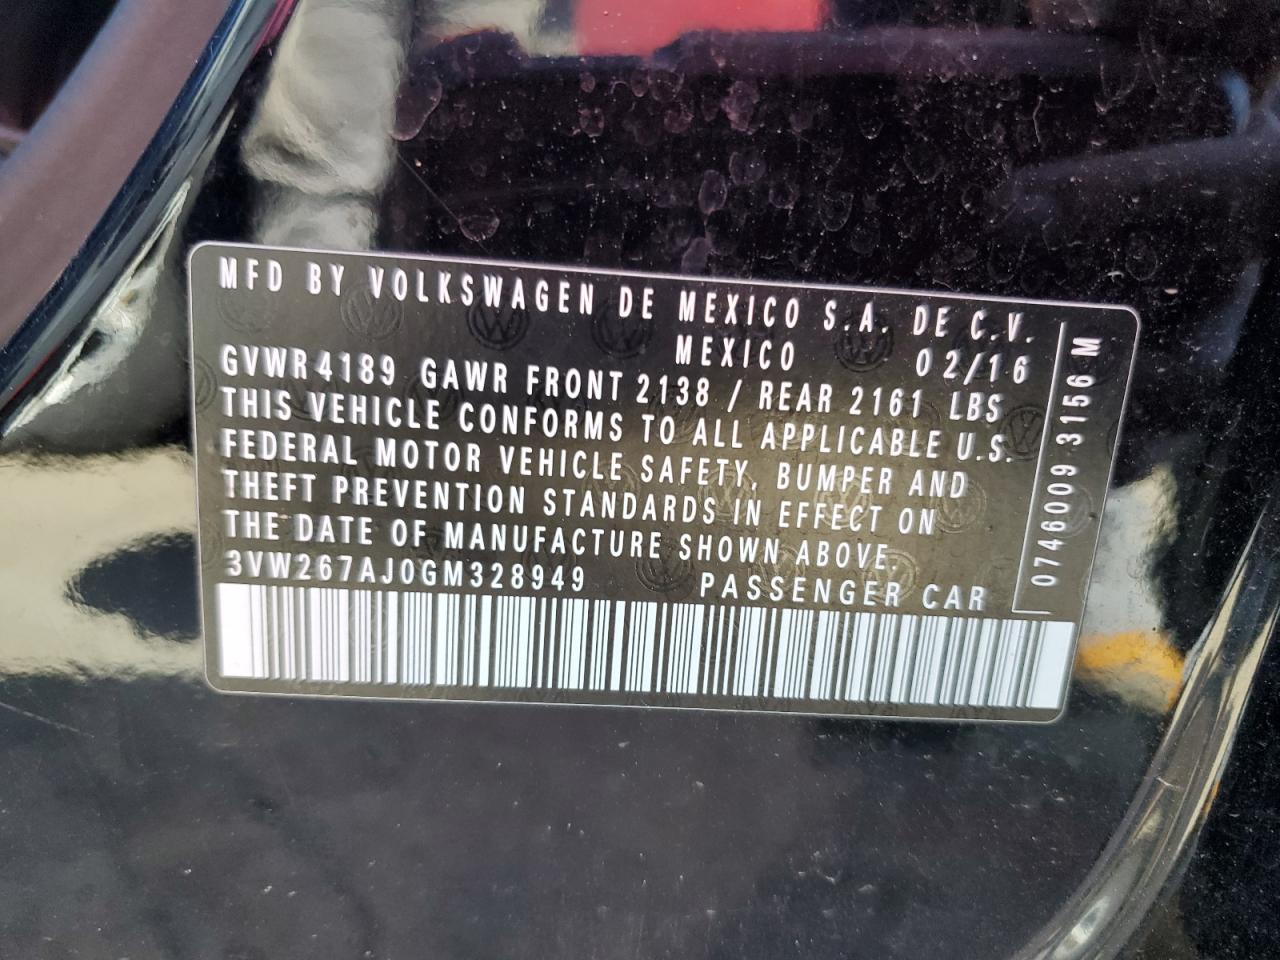 MFD BY VOLKSWAGEN DE MEXICO S.A. DE C.V.
MEXICO 02/16
GVWR 4189 GAWR FRONT 2138 / REAR 2161 LBS
THIS VEHICLE CONFORMS TO ALL APPLICABLE U.S.
FEDERAL MOTOR VEHICLE SAFETY, BUMPER AND
THEFT PREVENTION STANDARDS IN EFFECT ON
THE DATE OF MANUFACTURE SHOWN ABOVE.
3VW267AJ0GM328949 PASSENGER CAR
0746009 3156 M